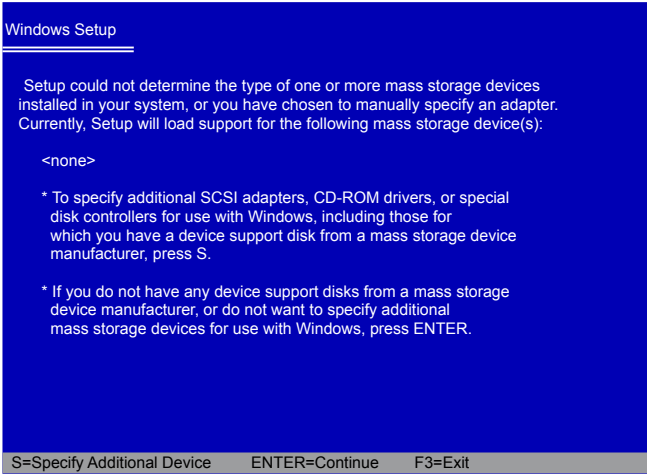 Windows Setup
Setup could not determine the type of one or more mass storage devices
installed in your system, or you have chosen to manually specify an adapter.
Currently, Setup will load support for the following mass storage device(s):
<none>
* To specify additional SCSI adapters, CD-ROM drivers, or special
disk controllers for use with Windows, including those for
which you have a device support disk from a mass storage device
manufacturer, press S.
* If you do not have any device support disks from a mass storage
device manufacturer, or do not want to specify additional
mass storage devices for use with Windows, press ENTER.
S=Specify Additional Device ENTER=Continue F3=Exit